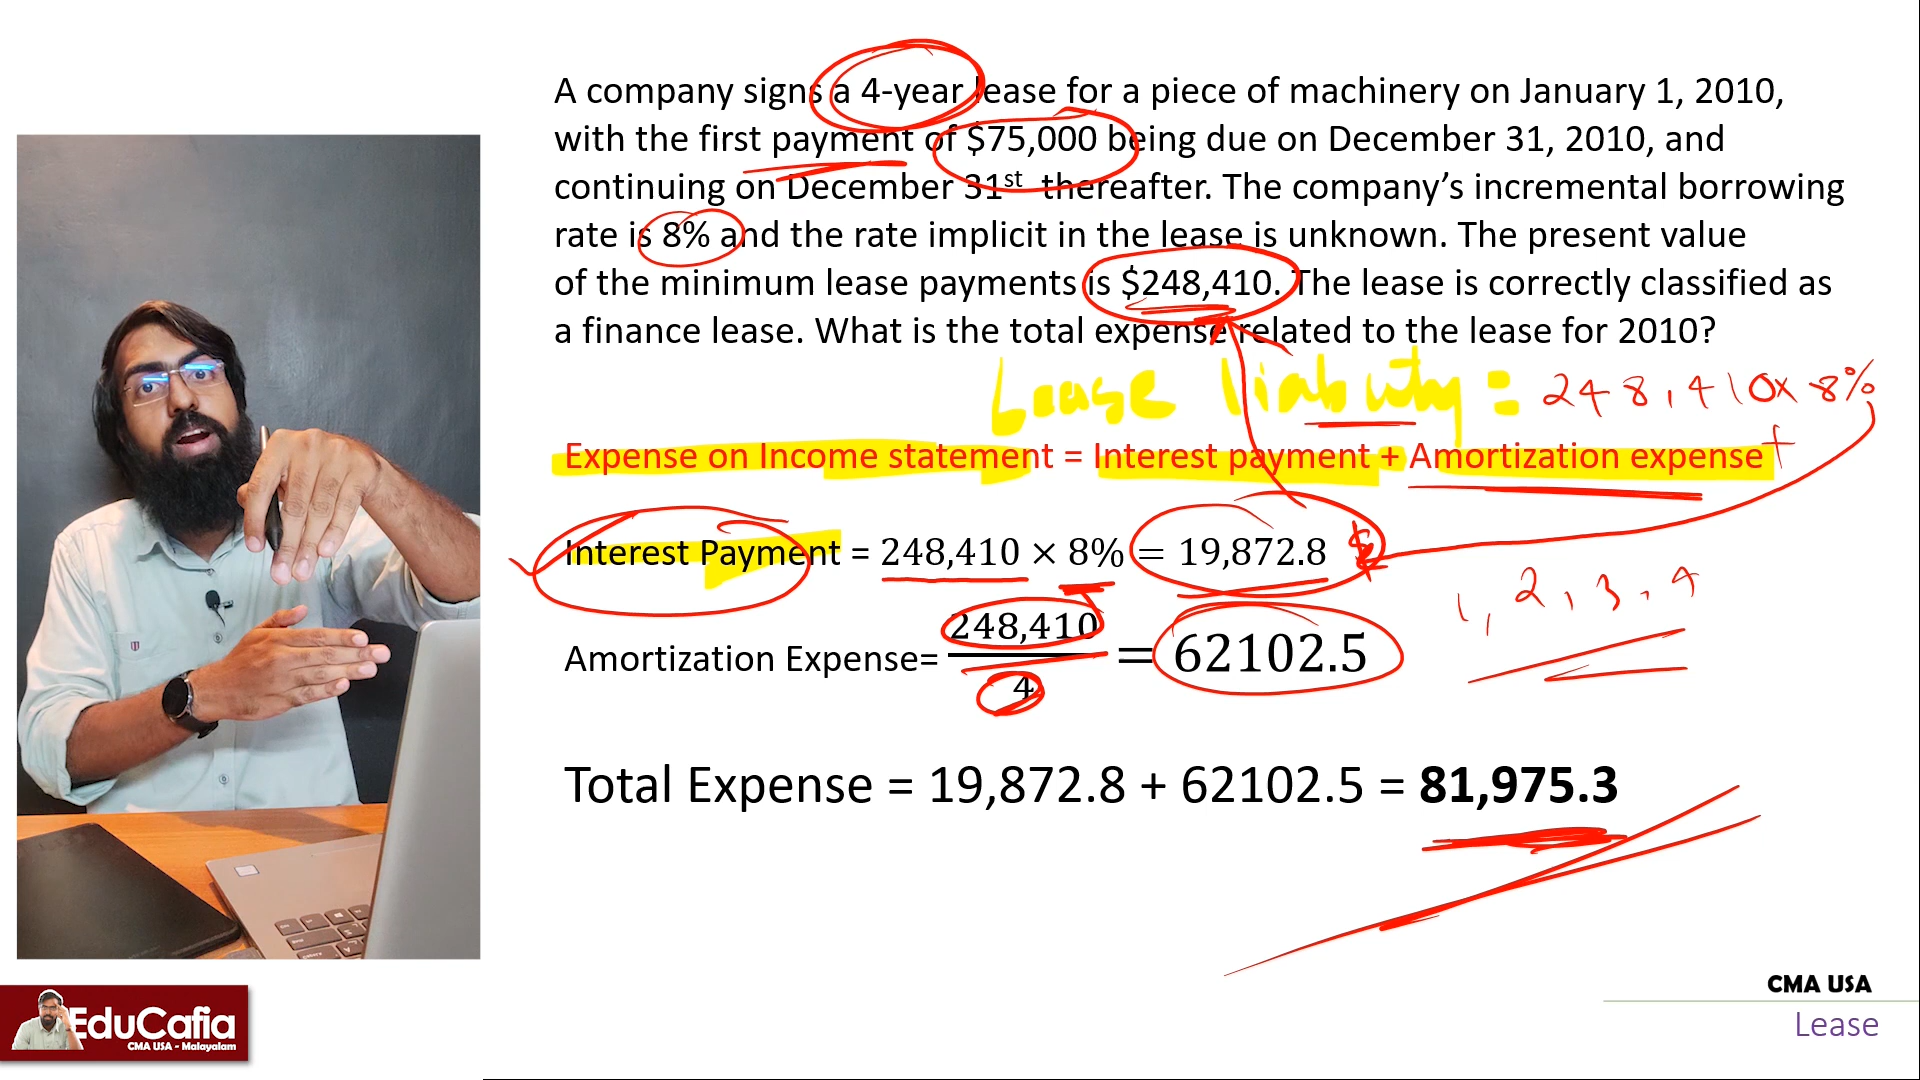 A company signs a 4-year lease for a piece of machinery on January 1, 2010,
with the first payment of $75,000 being due on December 31, 2010, and
continuing on December 31st thereafter. The company’s incremental borrowing
rate is 8% and the rate implicit in the lease is unknown. The present value
of the minimum lease payments is $248,410. The lease is correctly classified as
a finance lease. What is the total expense related to the lease for 2010?
Lease liability = 248,410x8%
Expense on Income statement = Interest payment + Amortization expense +
Interest Payment = 248,410 × 8% = 19,872.8 $
1, 2, 3, 4
Amortization Expense= 248,410/4 = 62102.5
Total Expense = 19,872.8 + 62102.5 = 81,975.3
CMA USA
Lease
EduCafia
CMA USA - Malayalam